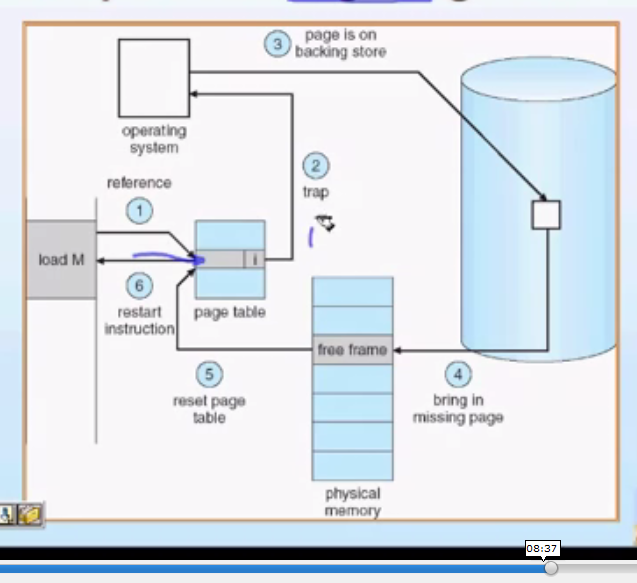 3
page is on
backing store
operating
system
2
trap
reference
1
load M
i
6
restart
instruction
page table
free frame
5
reset page
table
4
bring in
missing page
physical
memory
08:37